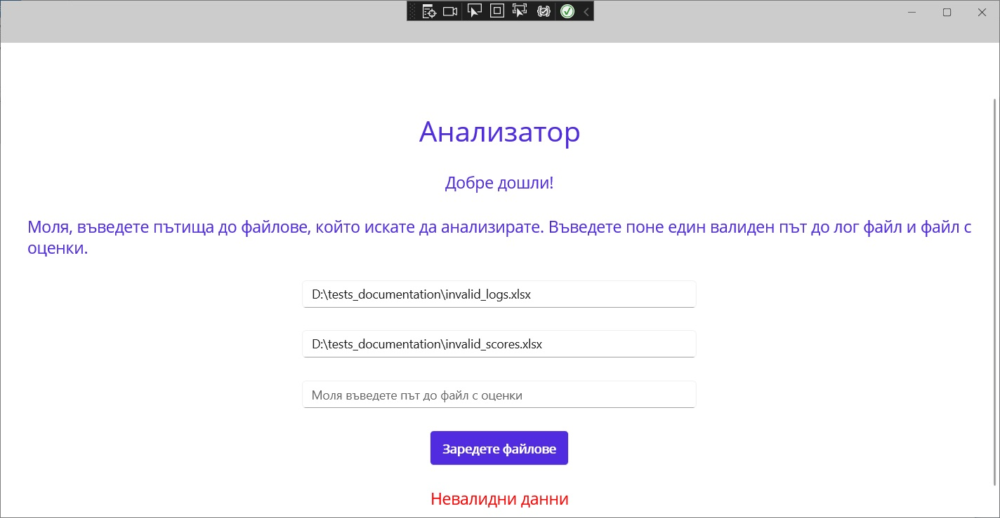 Анализатор
Добре дошли!
Моля, въведете пътища до файлове, който искате да анализирате. Въведете поне един валиден път до лог файл и файл с
оценки.
D:\tests_documentation\invalid_logs.xlsx
D:\tests_documentation\invalid_scores.xlsx
Моля въведете път до файл с оценки
Заредете файлове
Невалидни данни